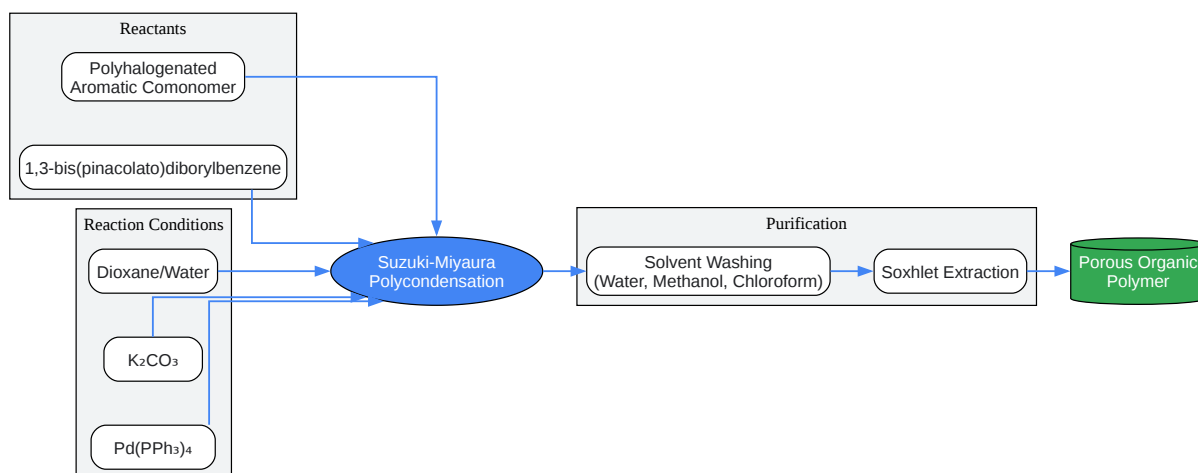 Reactants
Polyhalogenated
Aromatic Comonomer
1,3-bis(pinacolato)diborylbenzene
Reaction Conditions
Dioxane/Water
K₂CO₃
Pd(PPh₃)₄
Suzuki-Miyaura
Polycondensation
Purification
Solvent Washing
(Water, Methanol, Chloroform)
Soxhlet Extraction
Porous Organic
Polymer